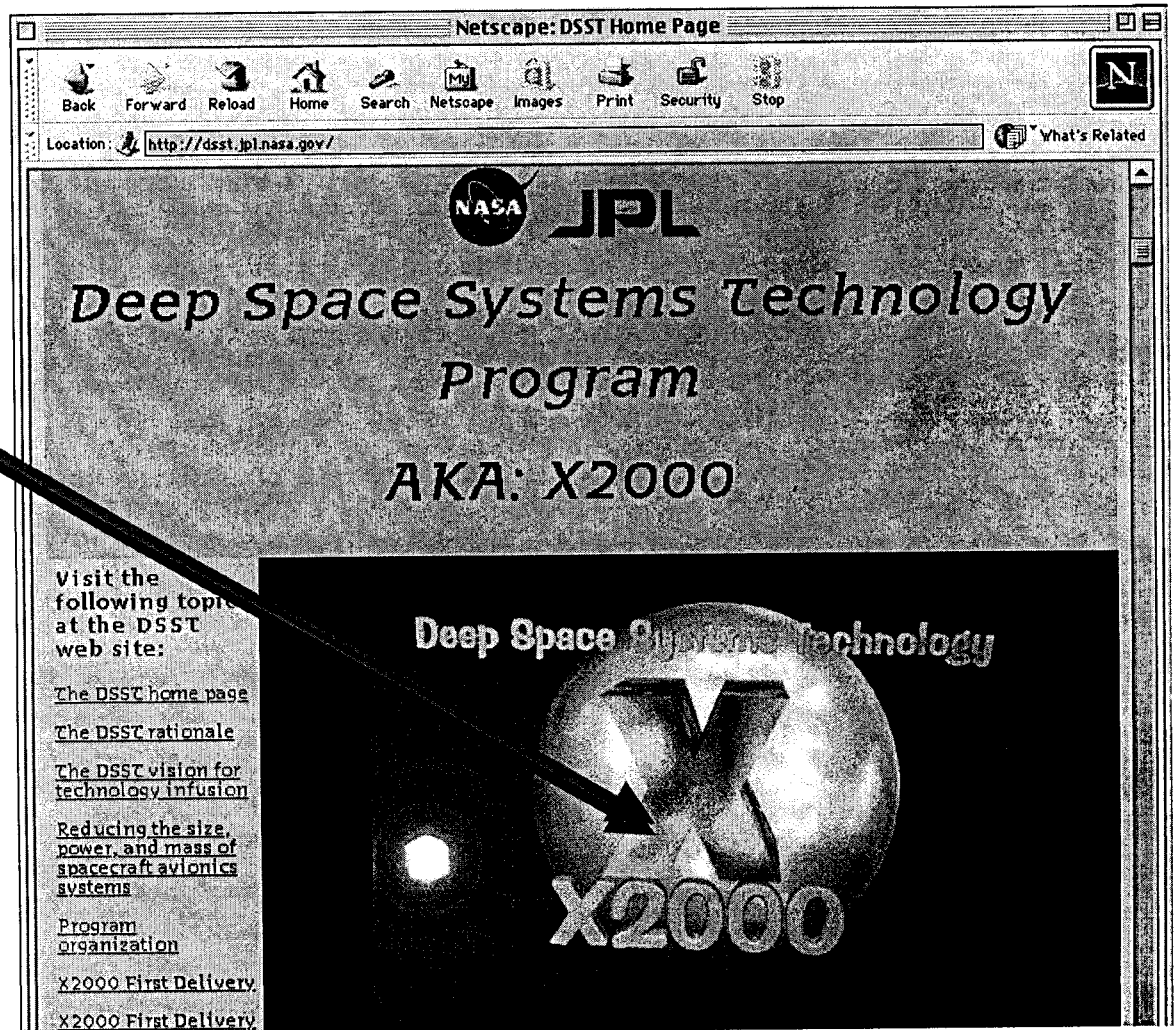 Netscape: DSST Home Page
Back Forward Reload Home Search Netscape Images Print Security Stop
My
N
Location: http://dsst.jpl.nasa.gov/ What's Related
NASA JPL
Deep Space Systems Technology
Program
AKA: X2000
Visit the
following topic
at the DSST
web site:
The DSST home page
The DSST rationale
The DSST vision for
technology infusion
Reducing the size,
power, and mass of
spacecraft avionics
systems
Program
organization
X2000 First Delivery
X2000 First Delivery
Deep Space Systems Technology
X
X2000